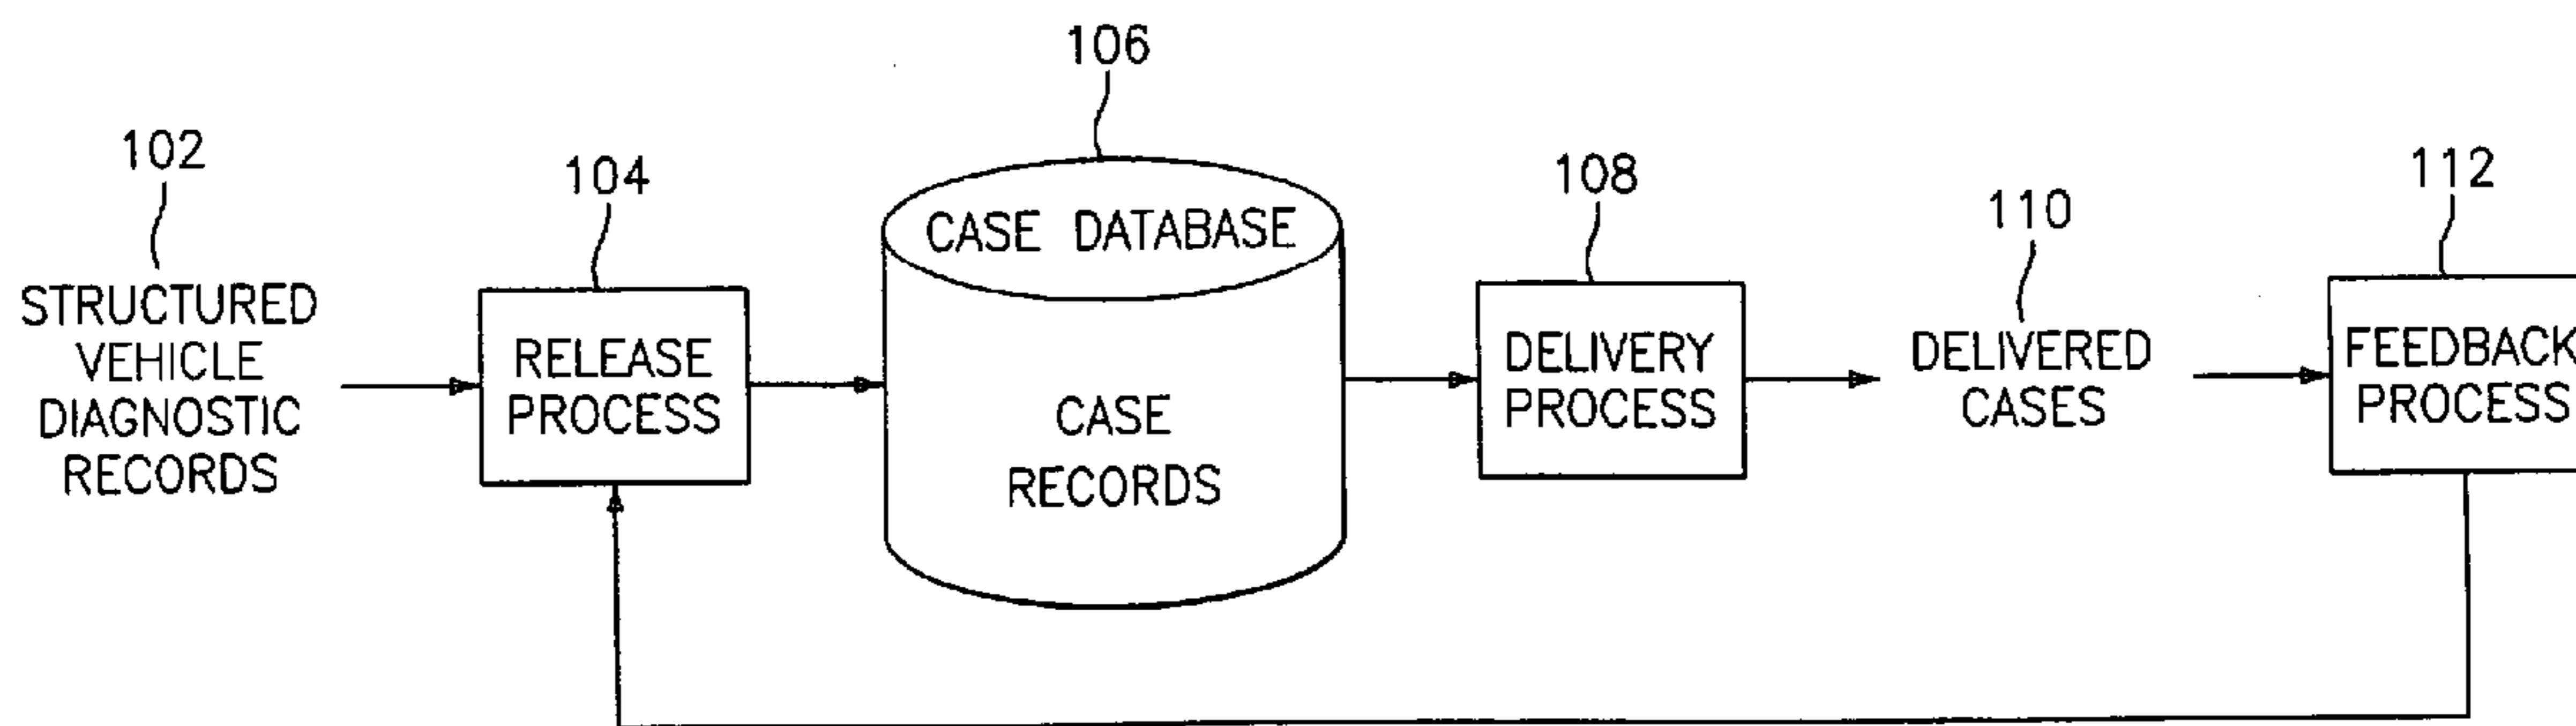 106
102
104
108
110
112
CASE DATABASE
STRUCTURED
VEHICLE
DIAGNOSTIC
RECORDS
RELEASE
PROCESS
CASE
RECORDS
DELIVERY
PROCESS
DELIVERED
CASES
FEEDBACK
PROCESS